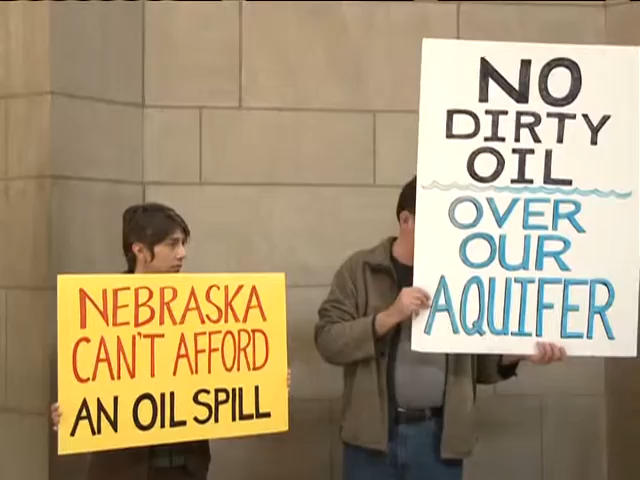 NEBRASKA
CAN'T AFFORD
AN OIL SPILL
NO
DIRTY
OIL
OVER
OUR
AQUIFER